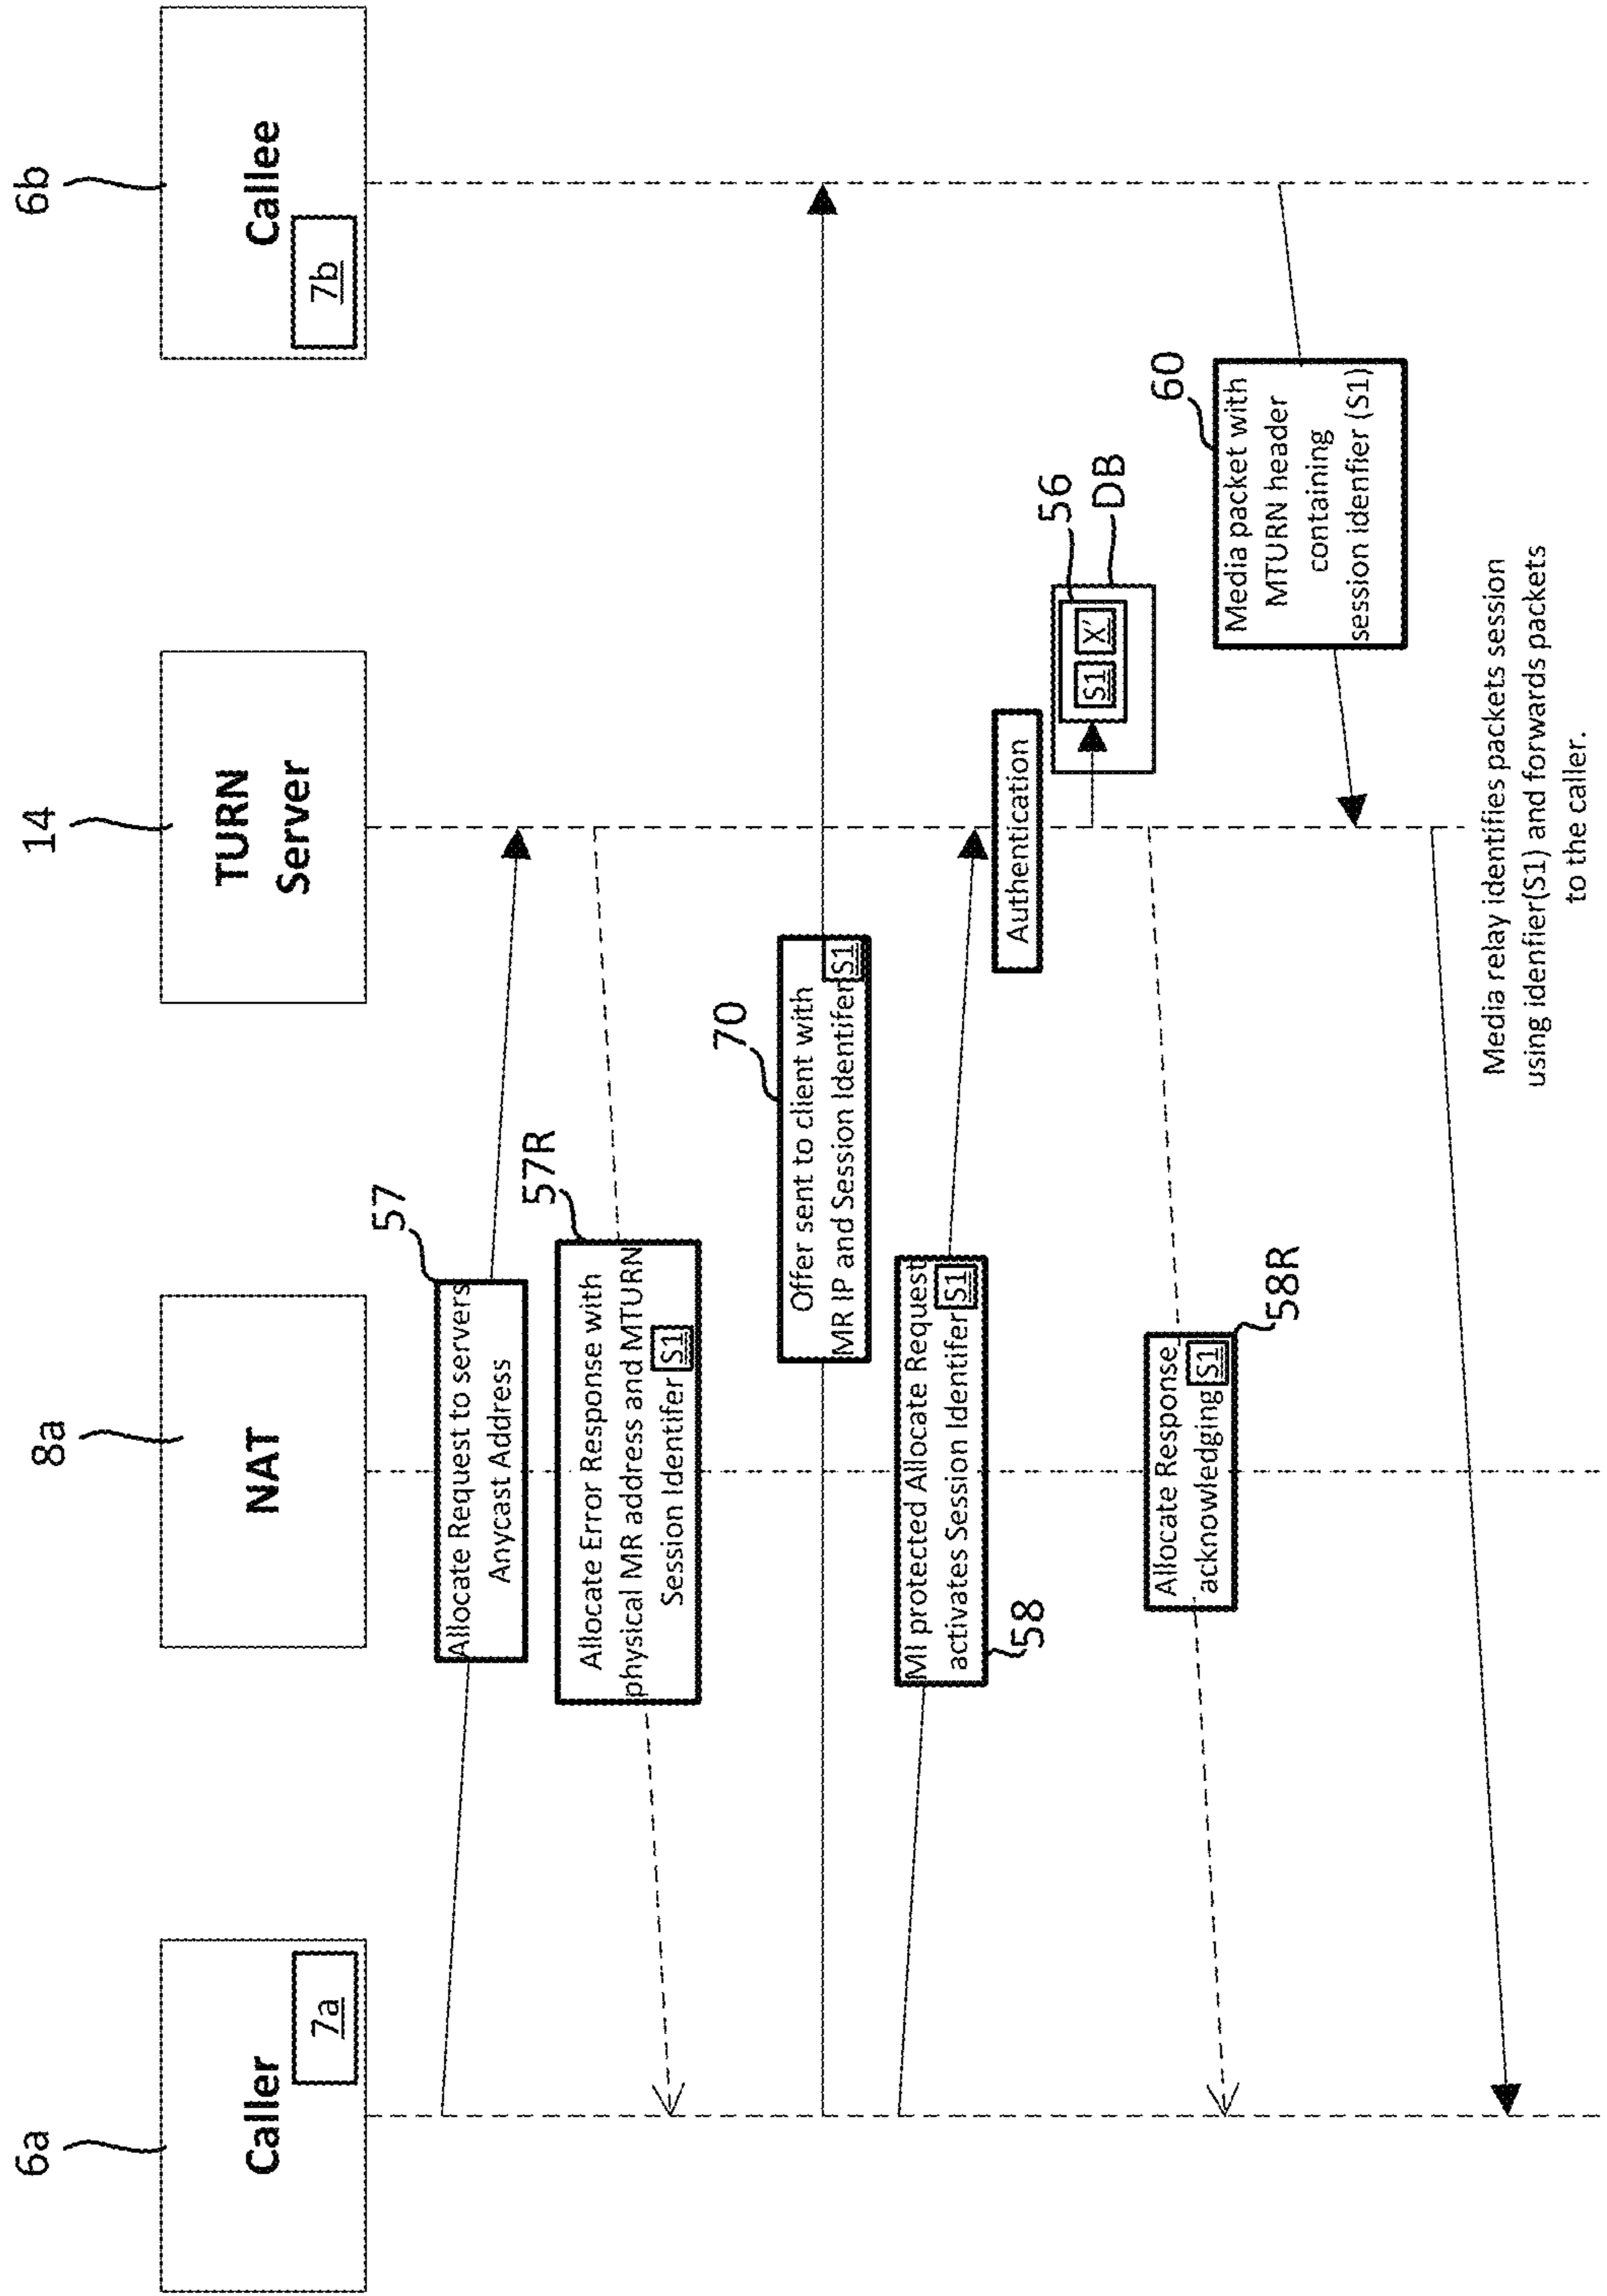 6a
8a
14
6b
Caller
7a
NAT
TURN
Server
Callee
7b
57
Allocate Request to servers
Anycast Address
57R
Allocate Error Response with
physical MR address and MTURN
Session Identifer S1
70
Offer sent to client with
MR IP and Session Identifer S1
MI protected Allocate Request
activates Session Identifer S1
58
Authentication
56
S1 X'
DB
Allocate Response
acknowledging S1
58R
60
Media packet with
MTURN header
containing
session idenfier (S1)
Media relay identifies packets session
using idenfier(S1) and forwards packets
to the caller.